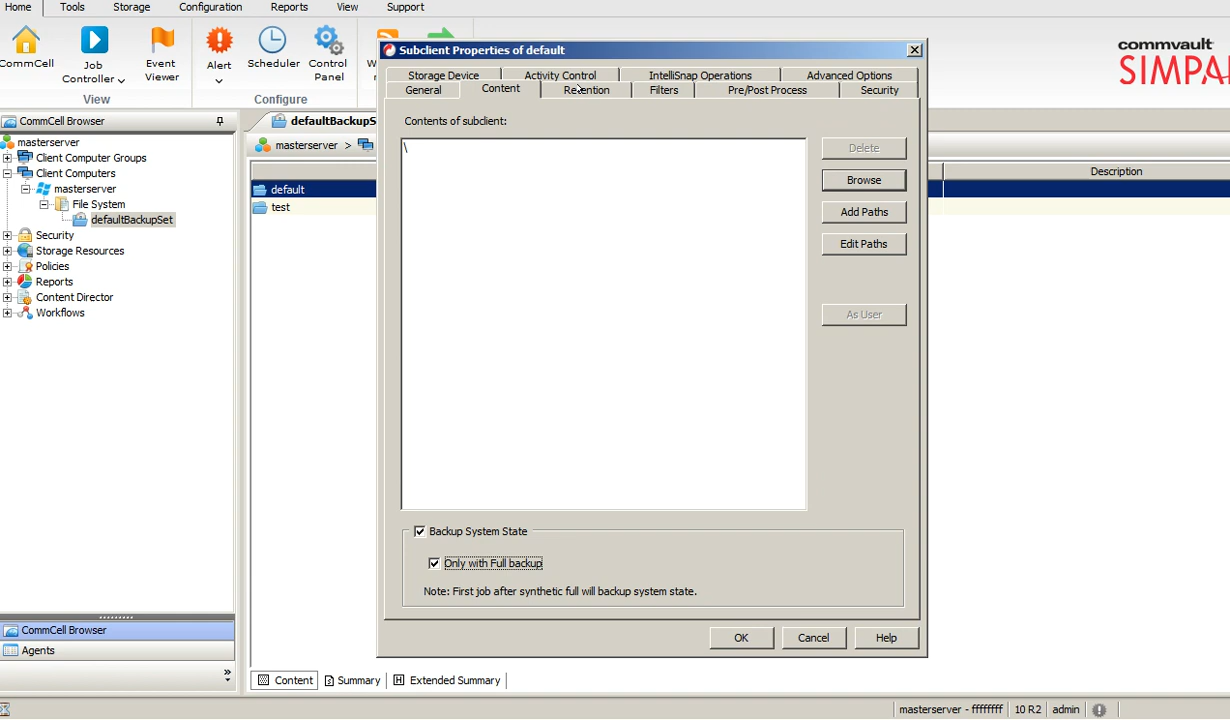 Home Tools Storage Configuration Reports View Support
CommCell
Job Controller
Event Viewer
Alert
Scheduler
Control Panel
View
Configure
commvault
SIMPA
CommCell Browser
masterserver
Client Computer Groups
Client Computers
masterserver
File System
defaultBackupSet
Security
Storage Resources
Policies
Reports
Content Director
Workflows
CommCell Browser
Agents
»
defaultBackupS
masterserver >
Description
default
test
Subclient Properties of default
Storage Device Activity Control IntelliSnap Operations Advanced Options
General Content Retention Filters Pre/Post Process Security
Contents of subclient:
\
Delete
Browse
Add Paths
Edit Paths
As User
Backup System State
Only with Full backup
Note: First job after synthetic full will backup system state.
OK Cancel Help
Content Summary Extended Summary
masterserver - ffffffff 10 R2 admin